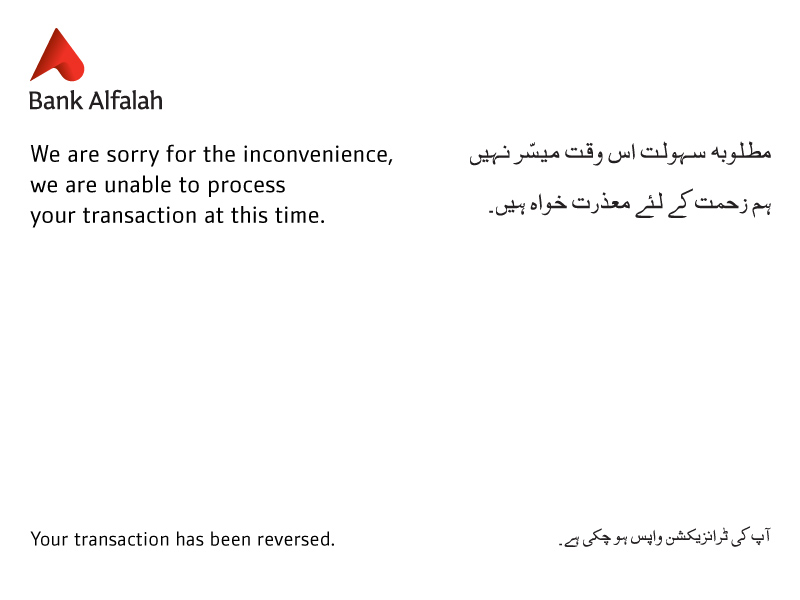 Bank Alfalah
We are sorry for the inconvenience,
we are unable to process
your transaction at this time.
مطلوبہ سہولت اس وقت میسّر نہیں
ہم زحمت کے لئے معذرت خواہ ہیں۔
Your transaction has been reversed.
آپ کی ٹرانزیکشن واپس ہو چکی ہے۔